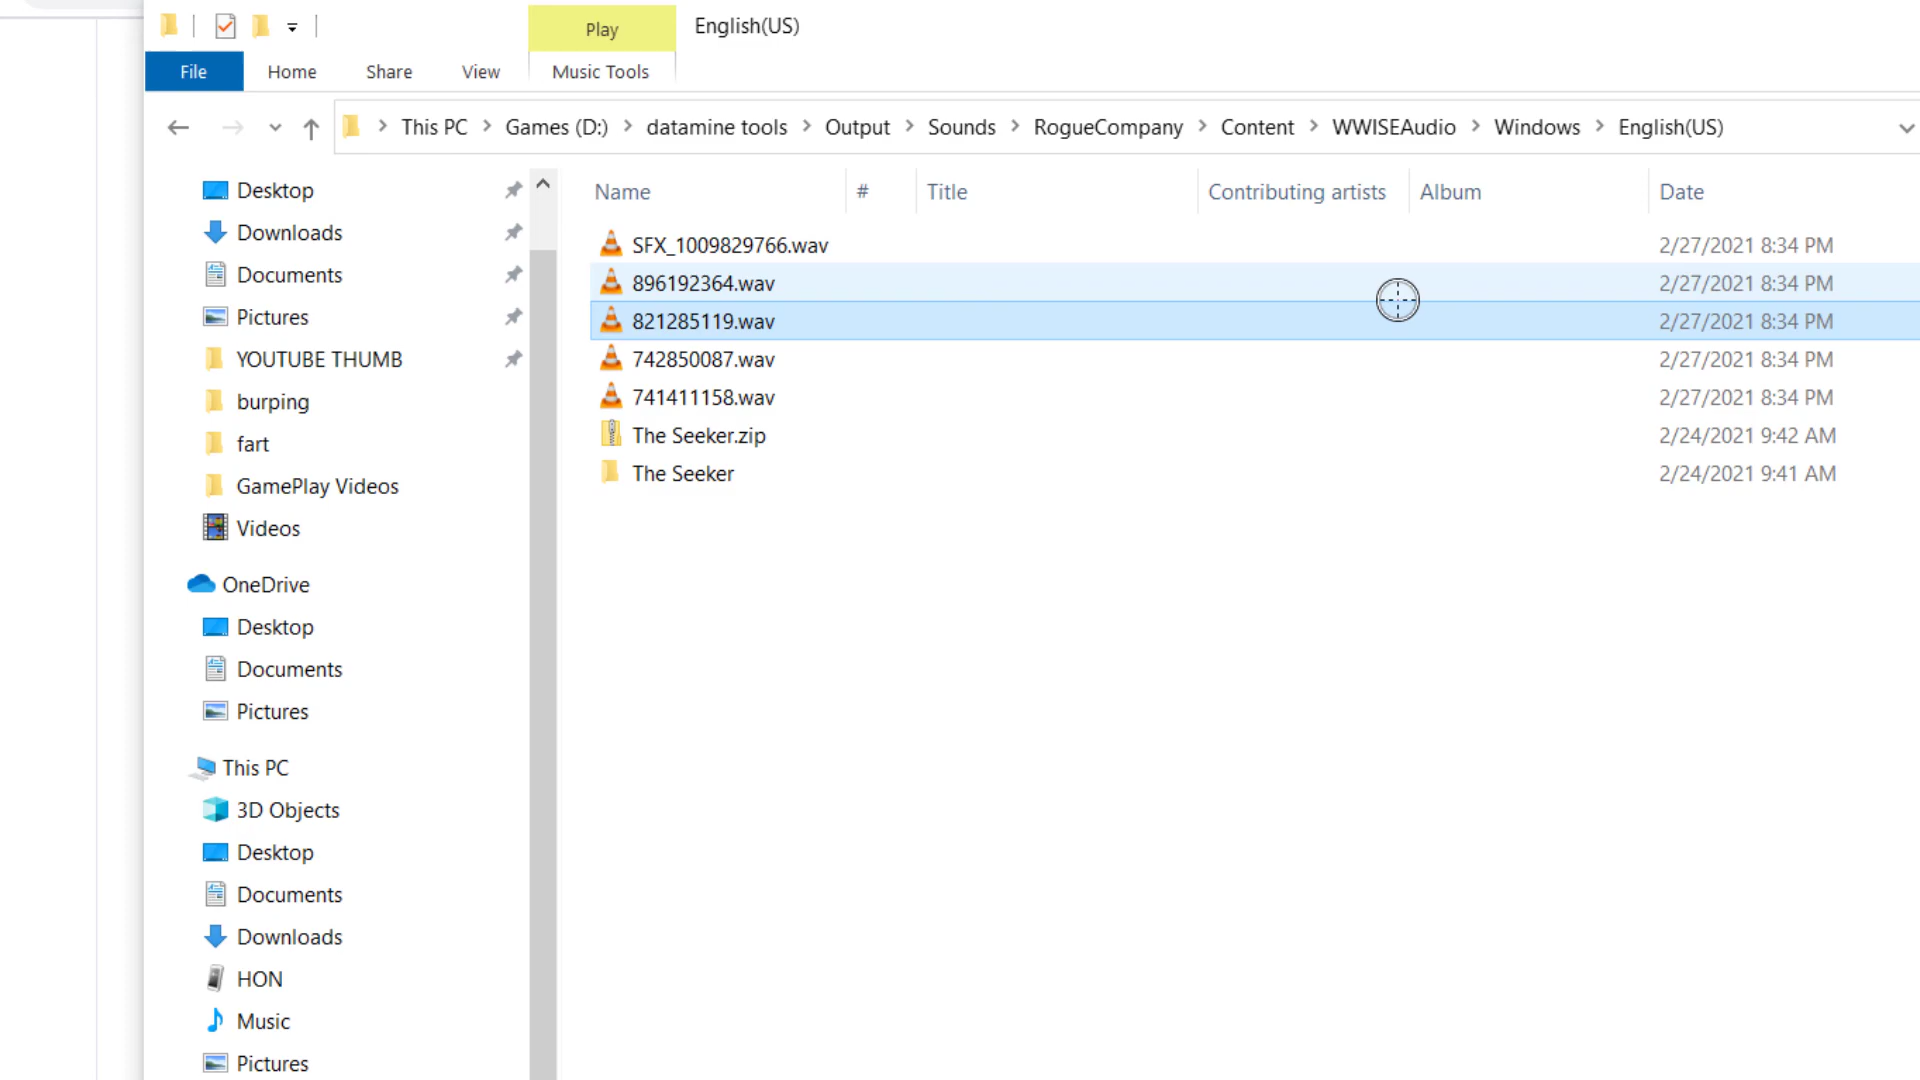 Play
English(US)
File
Home
Share
View
Music Tools
This PC
Games (D:)
datamine tools
Output
Sounds
RogueCompany
Content
WWISEAudio
Windows
English(US)
Name
#
Title
Contributing artists
Album
Date
Desktop
Downloads
Documents
Pictures
YOUTUBE THUMB
burping
fart
GamePlay Videos
Videos
OneDrive
Desktop
Documents
Pictures
This PC
3D Objects
Desktop
Documents
Downloads
HON
Music
Pictures
SFX_1009829766.wav 2/27/2021 8:34 PM
896192364.wav 2/27/2021 8:34 PM
821285119.wav 2/27/2021 8:34 PM
742850087.wav 2/27/2021 8:34 PM
741411158.wav 2/27/2021 8:34 PM
The Seeker.zip 2/24/2021 9:42 AM
The Seeker 2/24/2021 9:41 AM